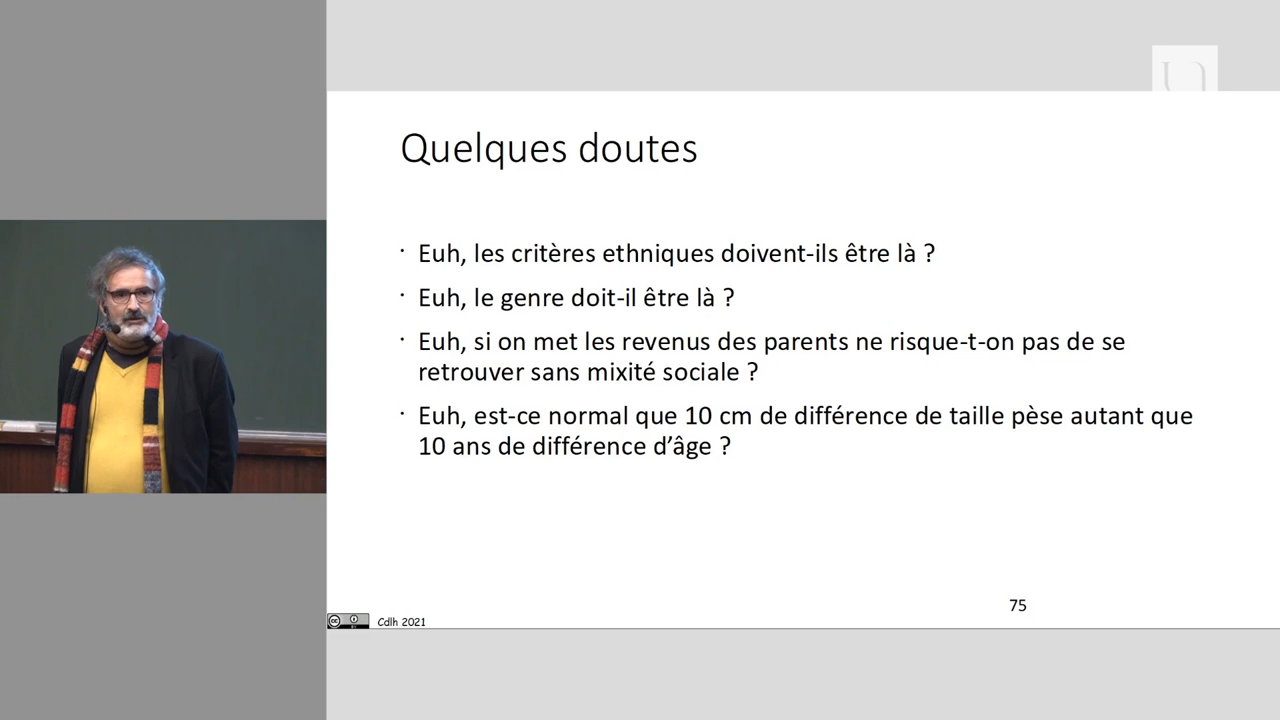 Quelques doutes
Euh, les critères ethniques doivent-ils être là ?
Euh, le genre doit-il être là ?
Euh, si on met les revenus des parents ne risque-t-on pas de se
retrouver sans mixité sociale ?
Euh, est-ce normal que 10 cm de différence de taille pèse autant que
10 ans de différence d’âge ?
75
Cdlh 2021